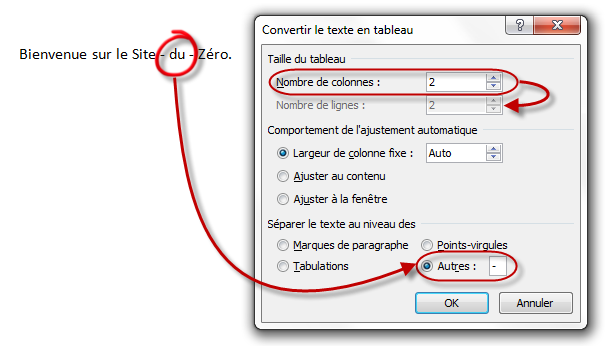 Bienvenue sur le Site - du - Zéro.
Convertir le texte en tableau
Taille du tableau
Nombre de colonnes : 2
Nombre de lignes : 2
Comportement de l'ajustement automatique
Largeur de colonne fixe : Auto
Ajuster au contenu
Ajuster à la fenêtre
Séparer le texte au niveau des
Marques de paragraphe Points-virgules
Tabulations Autres : -
OK Annuler